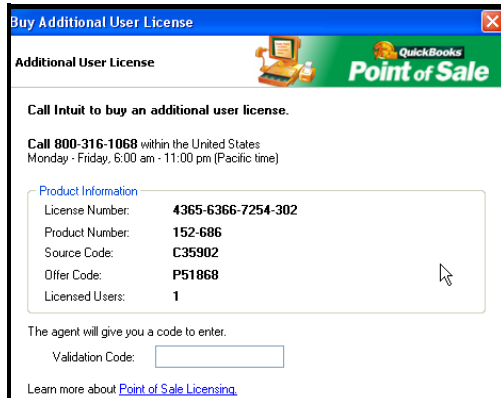 Buy Additional User License
Additional User License
QuickBooks
Point of Sale
Call Intuit to buy an additional user license.
Call 800-316-1068 within the United States
Monday - Friday, 6:00 am - 11:00 pm (Pacific time)
Product Information
License Number: 4365-6366-7254-302
Product Number: 152-686
Source Code: C35902
Offer Code: P51868
Licensed Users: 1
The agent will give you a code to enter.
Validation Code:
Learn more about Point of Sale Licensing.